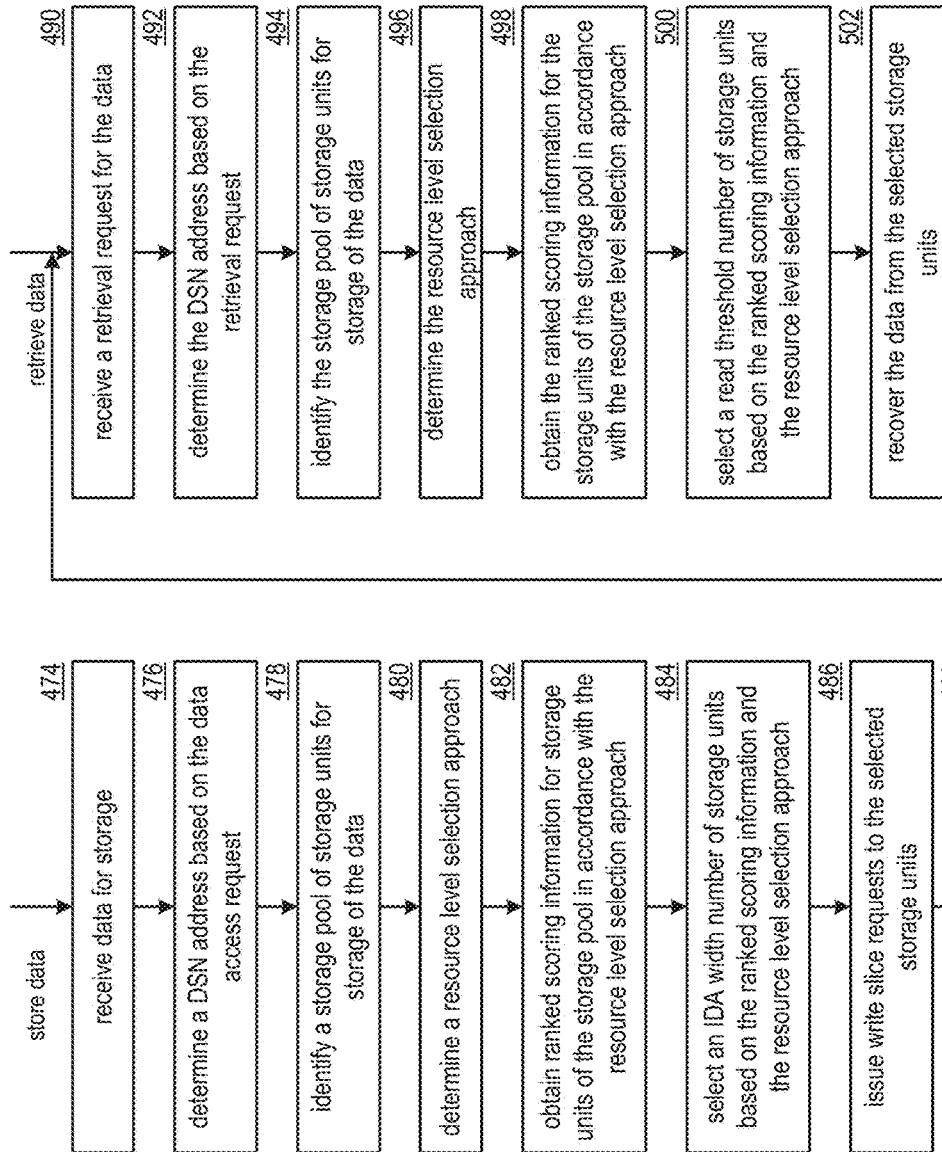 store data
474
receive data for storage
476
determine a DSN address based on the data
access request
478
identify a storage pool of storage units for
storage of the data
480
determine a resource level selection approach
482
obtain ranked scoring information for storage
units of the storage pool in accordance with the
resource level selection approach
484
select an IDA width number of storage units
based on the ranked scoring information and
the resource level selection approach
486
issue write slice requests to the selected
storage units
retrieve data
490
receive a retrieval request for the data
492
determine the DSN address based on the
retrieval request
494
identify the storage pool of storage units for
storage of the data
496
determine the resource level selection
approach
498
obtain the ranked scoring information for the
storage units of the storage pool in accordance
with the resource level selection approach
500
select a read threshold number of storage units
based on the ranked scoring information and
the resource level selection approach
502
recover the data from the selected storage
units